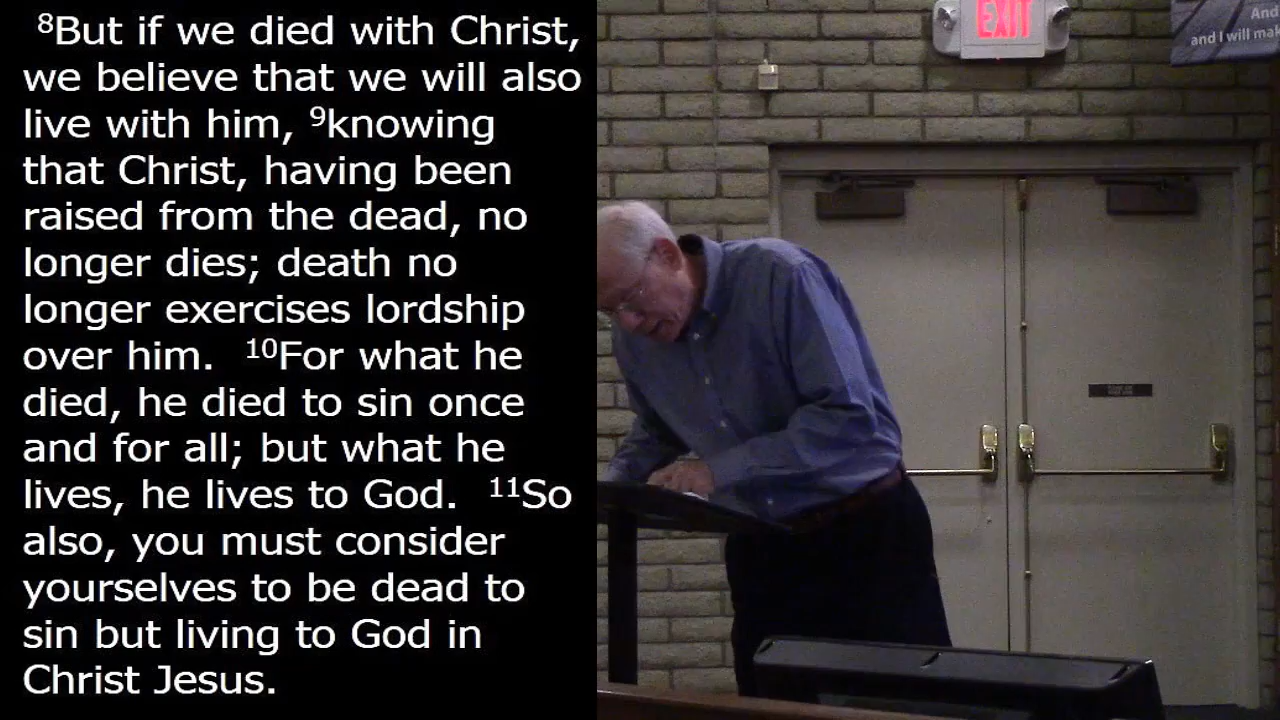 ⁸But if we died with Christ,
we believe that we will also
live with him, ⁹knowing
that Christ, having been
raised from the dead, no
longer dies; death no
longer exercises lordship
over him. ¹⁰For what he
died, he died to sin once
and for all; but what he
lives, he lives to God. ¹¹So
also, you must consider
yourselves to be dead to
sin but living to God in
Christ Jesus.
EXIT
And
and I will mak